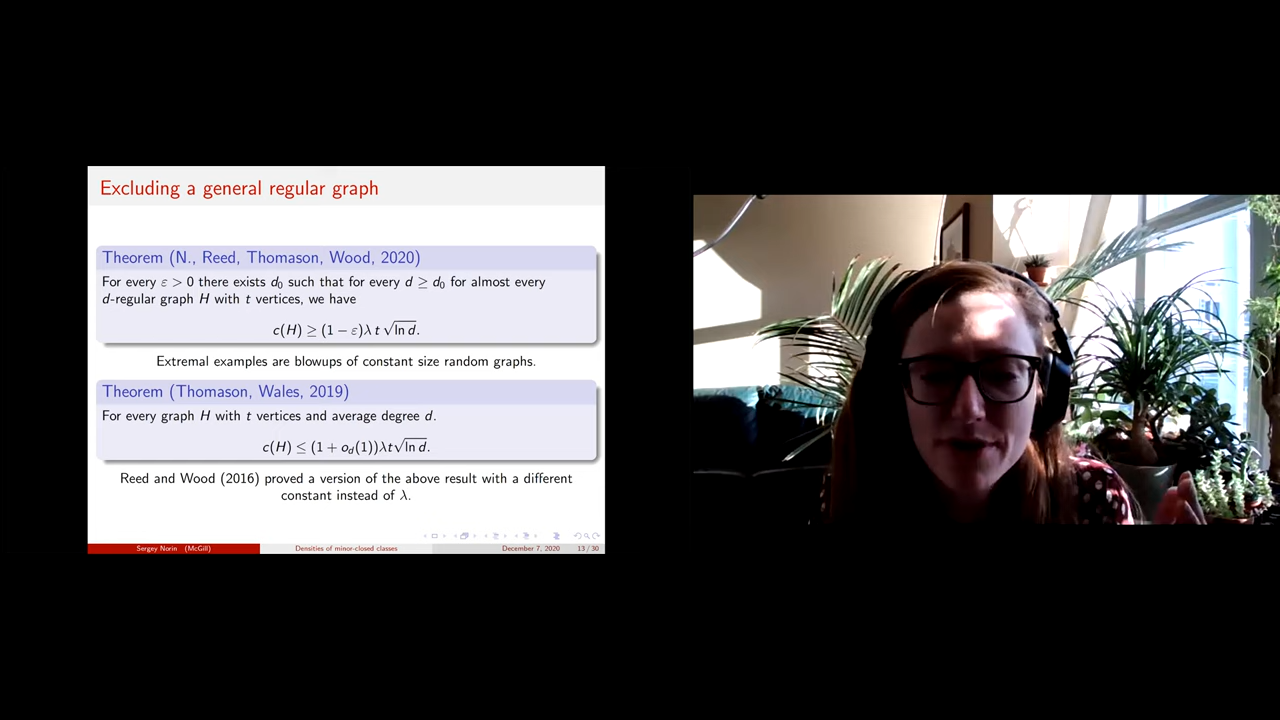 Excluding a general regular graph
Theorem (N., Reed, Thomason, Wood, 2020)
For every ε > 0 there exists d₀ such that for every d ≥ d₀ for almost every
d-regular graph H with t vertices, we have
c(H) ≥ (1 − ε)λ t √ln d.
Extremal examples are blowups of constant size random graphs.
Theorem (Thomason, Wales, 2019)
For every graph H with t vertices and average degree d.
c(H) ≤ (1 + o_d(1))λt√ln d.
Reed and Wood (2016) proved a version of the above result with a different
constant instead of λ.
Sergey Norin (McGill) Densities of minor-closed classes December 7, 2020 13 / 30